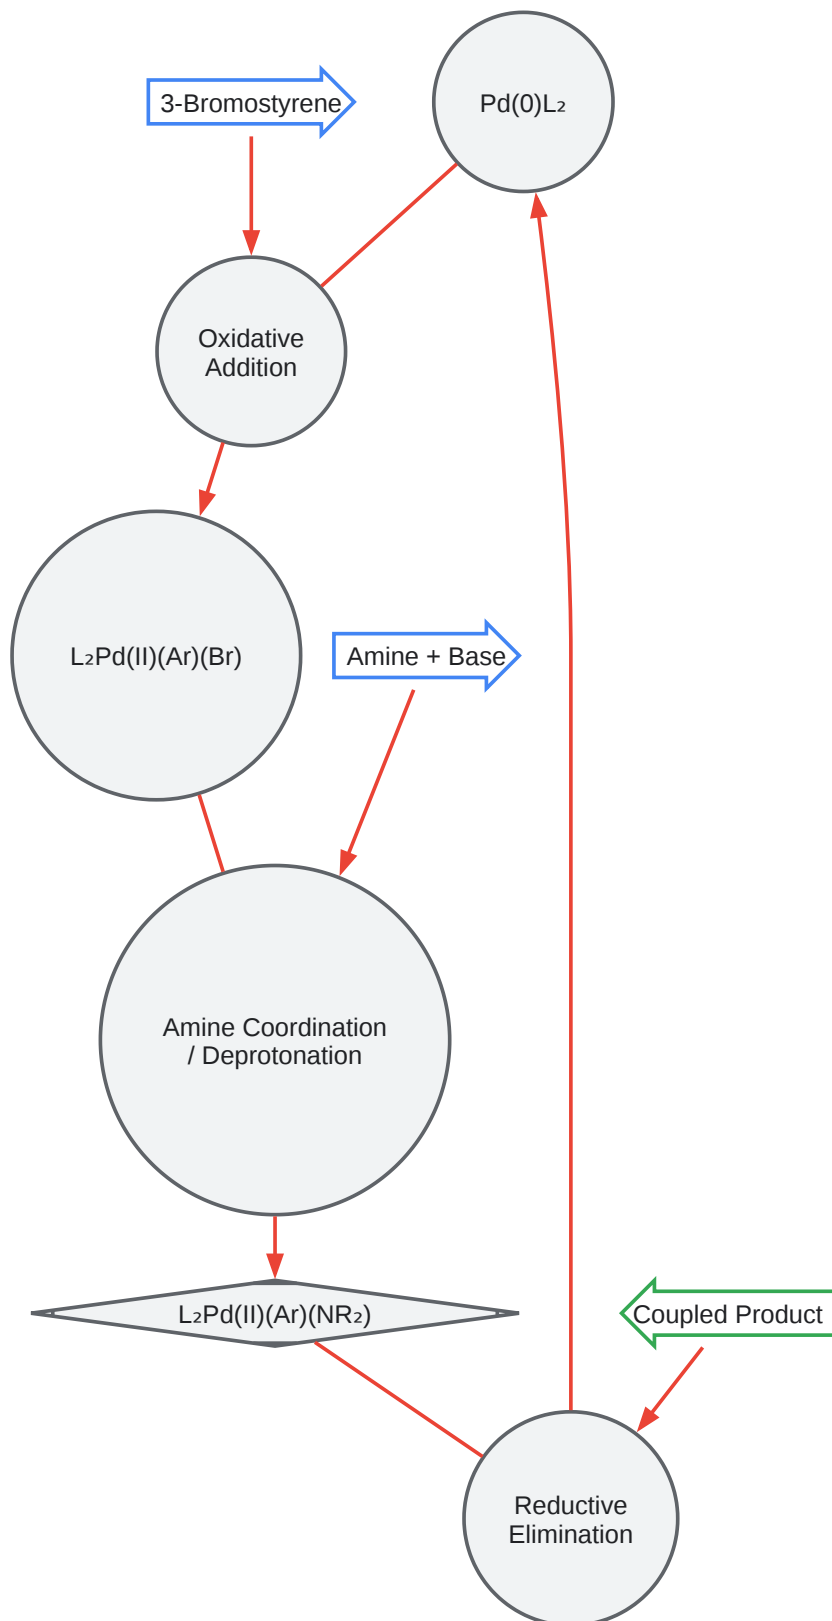 3-Bromostyrene
Pd(0)L₂
Oxidative
Addition
L₂Pd(II)(Ar)(Br)
Amine + Base
Amine Coordination
/ Deprotonation
L₂Pd(II)(Ar)(NR₂)
Coupled Product
Reductive
Elimination